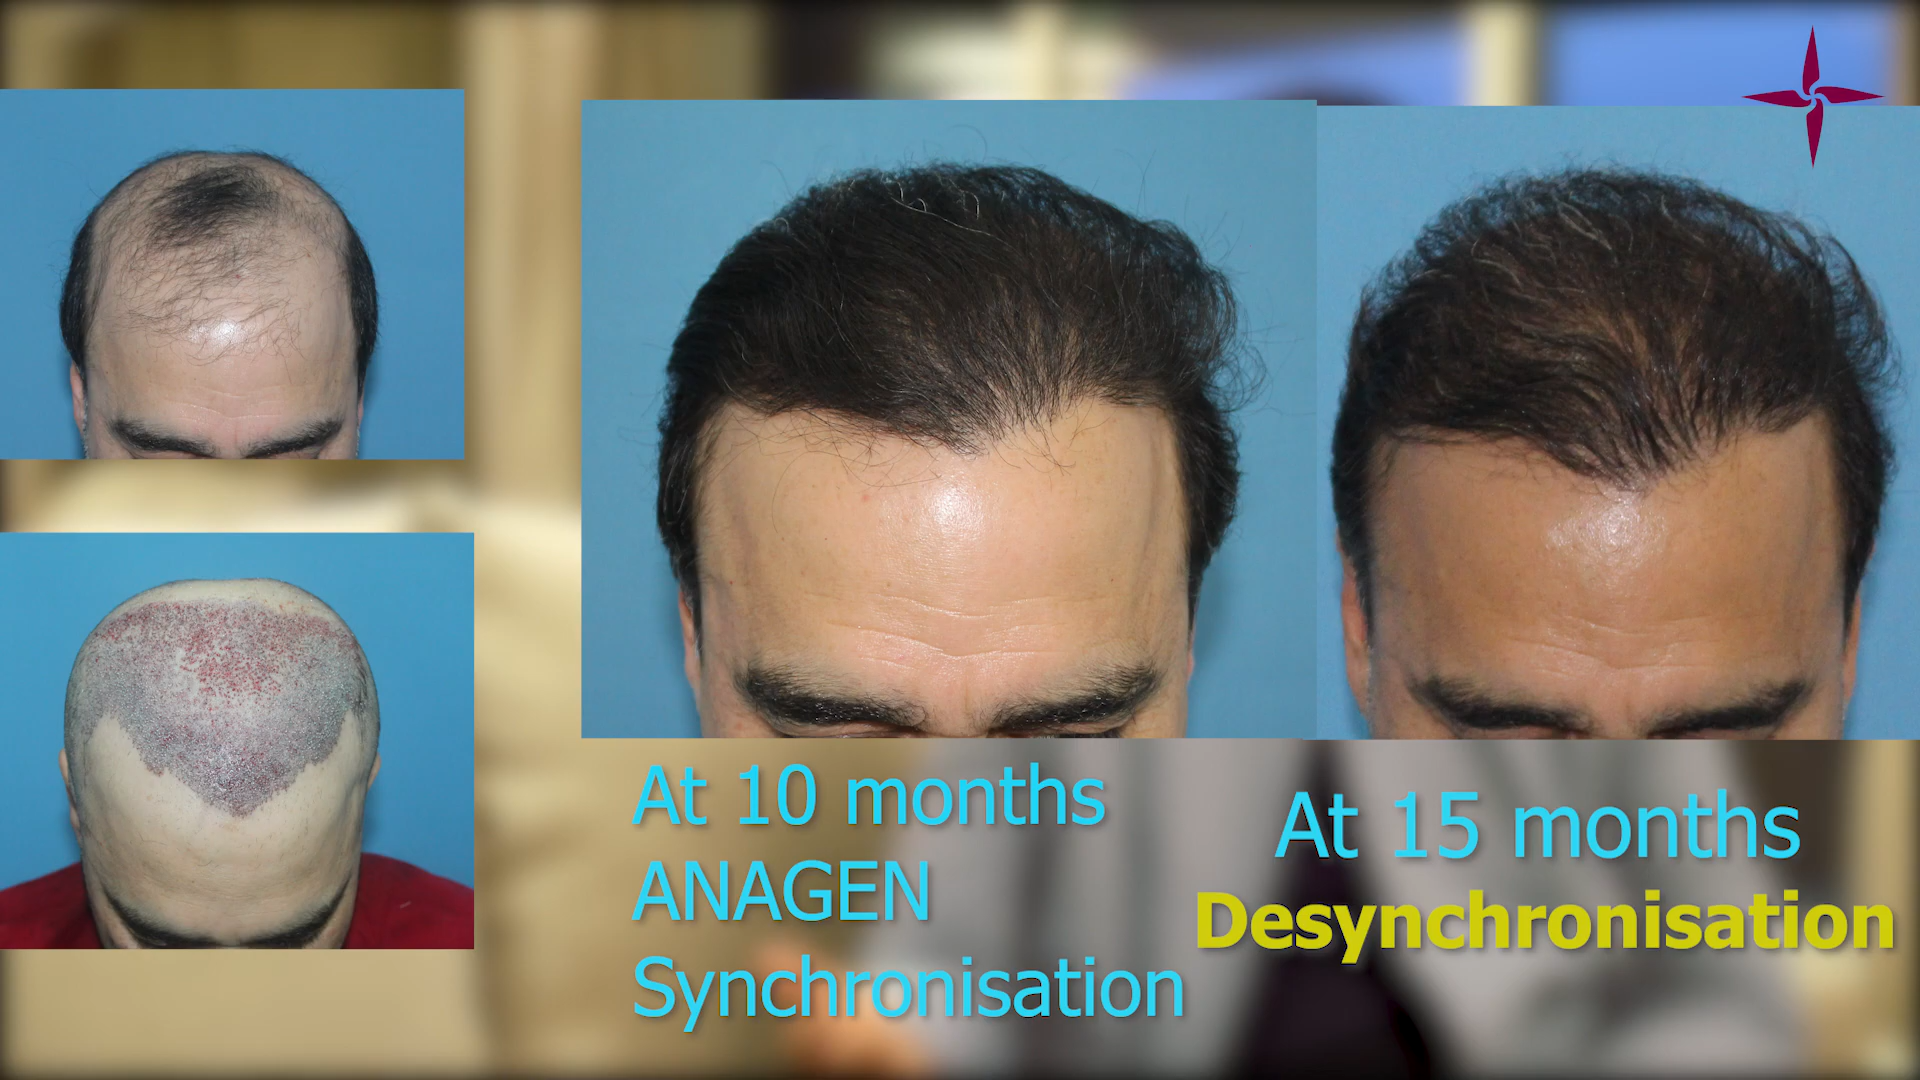 At 10 months
ANAGEN
Synchronisation
At 15 months
Desynchronisation